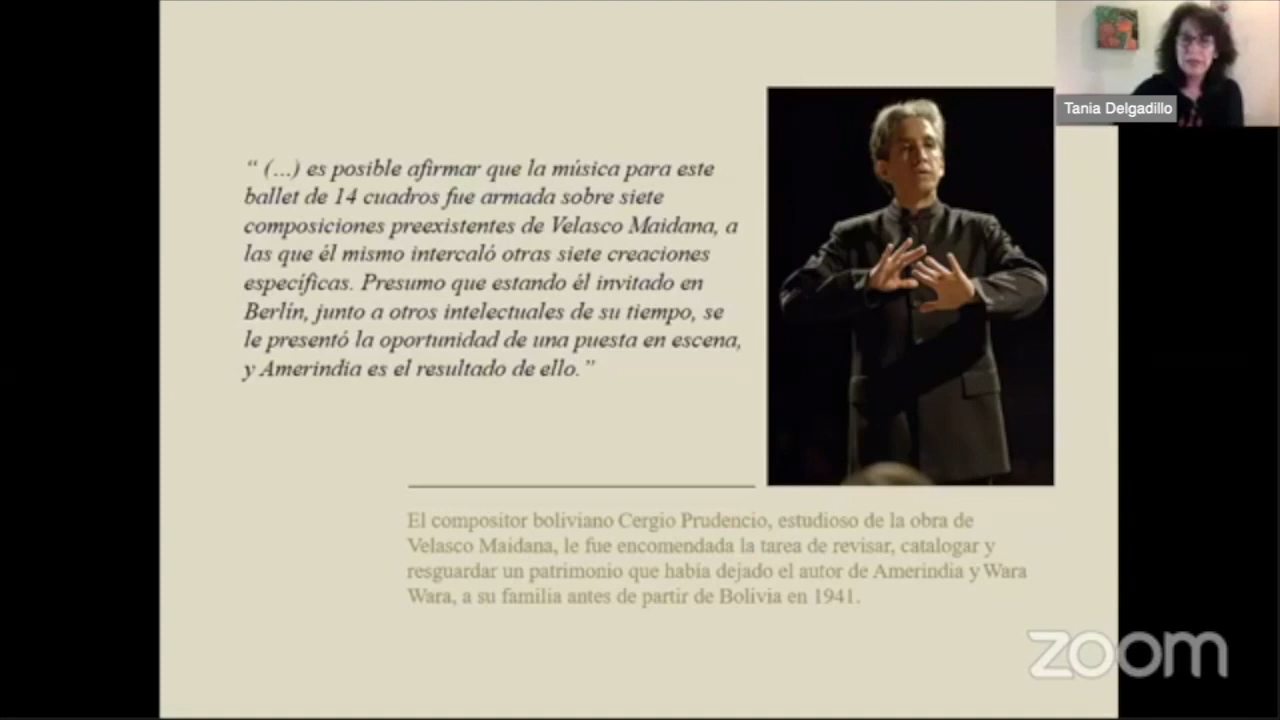 Tania Delgadillo
“ (...) es posible afirmar que la música para este
ballet de 14 cuadros fue armada sobre siete
composiciones preexistentes de Velasco Maidana, a
las que él mismo intercaló otras siete creaciones
específicas. Presumo que estando él invitado en
Berlín, junto a otros intelectuales de su tiempo, se
le presentó la oportunidad de una puesta en escena,
y Amerindia es el resultado de ello.”
El compositor boliviano Cergio Prudencio, estudioso de la obra de
Velasco Maidana, le fue encomendada la tarea de revisar, catalogar y
resguardar un patrimonio que había dejado el autor de Amerindia y Wara
Wara, a su familia antes de partir de Bolivia en 1941.
zoom